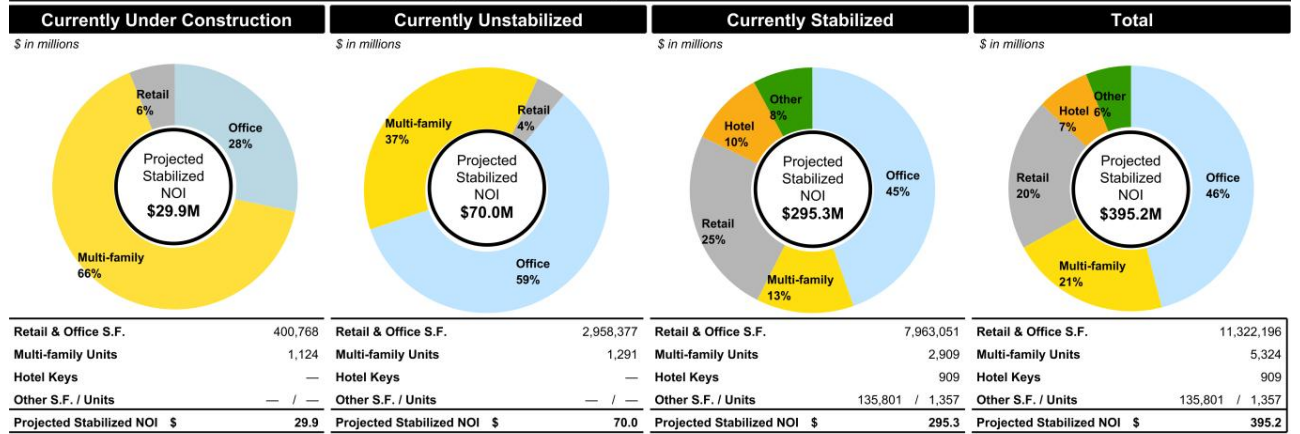 Currently Under Construction
$ in millions
Retail
6%
Office
28%
Projected
Stabilized
NOI
$29.9M
Multi-family
66%
Retail & Office S.F. 400,768
Multi-family Units 1,124
Hotel Keys —
Other S.F. / Units — / —
Projected Stabilized NOI $ 29.9
Currently Unstabilized
$ in millions
Multi-family
37%
Retail
4%
Projected
Stabilized
NOI
$70.0M
Office
59%
Retail & Office S.F. 2,958,377
Multi-family Units 1,291
Hotel Keys —
Other S.F. / Units — / —
Projected Stabilized NOI $ 70.0
Currently Stabilized
$ in millions
Other
8%
Hotel
10%
Projected
Stabilized
NOI
$295.3M
Office
45%
Retail
25%
Multi-family
13%
Retail & Office S.F. 7,963,051
Multi-family Units 2,909
Hotel Keys 909
Other S.F. / Units 135,801 / 1,357
Projected Stabilized NOI $ 295.3
Total
$ in millions
Other
6%
Hotel
7%
Projected
Stabilized
NOI
$395.2M
Retail
20%
Office
46%
Multi-family
21%
Retail & Office S.F. 11,322,196
Multi-family Units 5,324
Hotel Keys 909
Other S.F. / Units 135,801 / 1,357
Projected Stabilized NOI $ 395.2